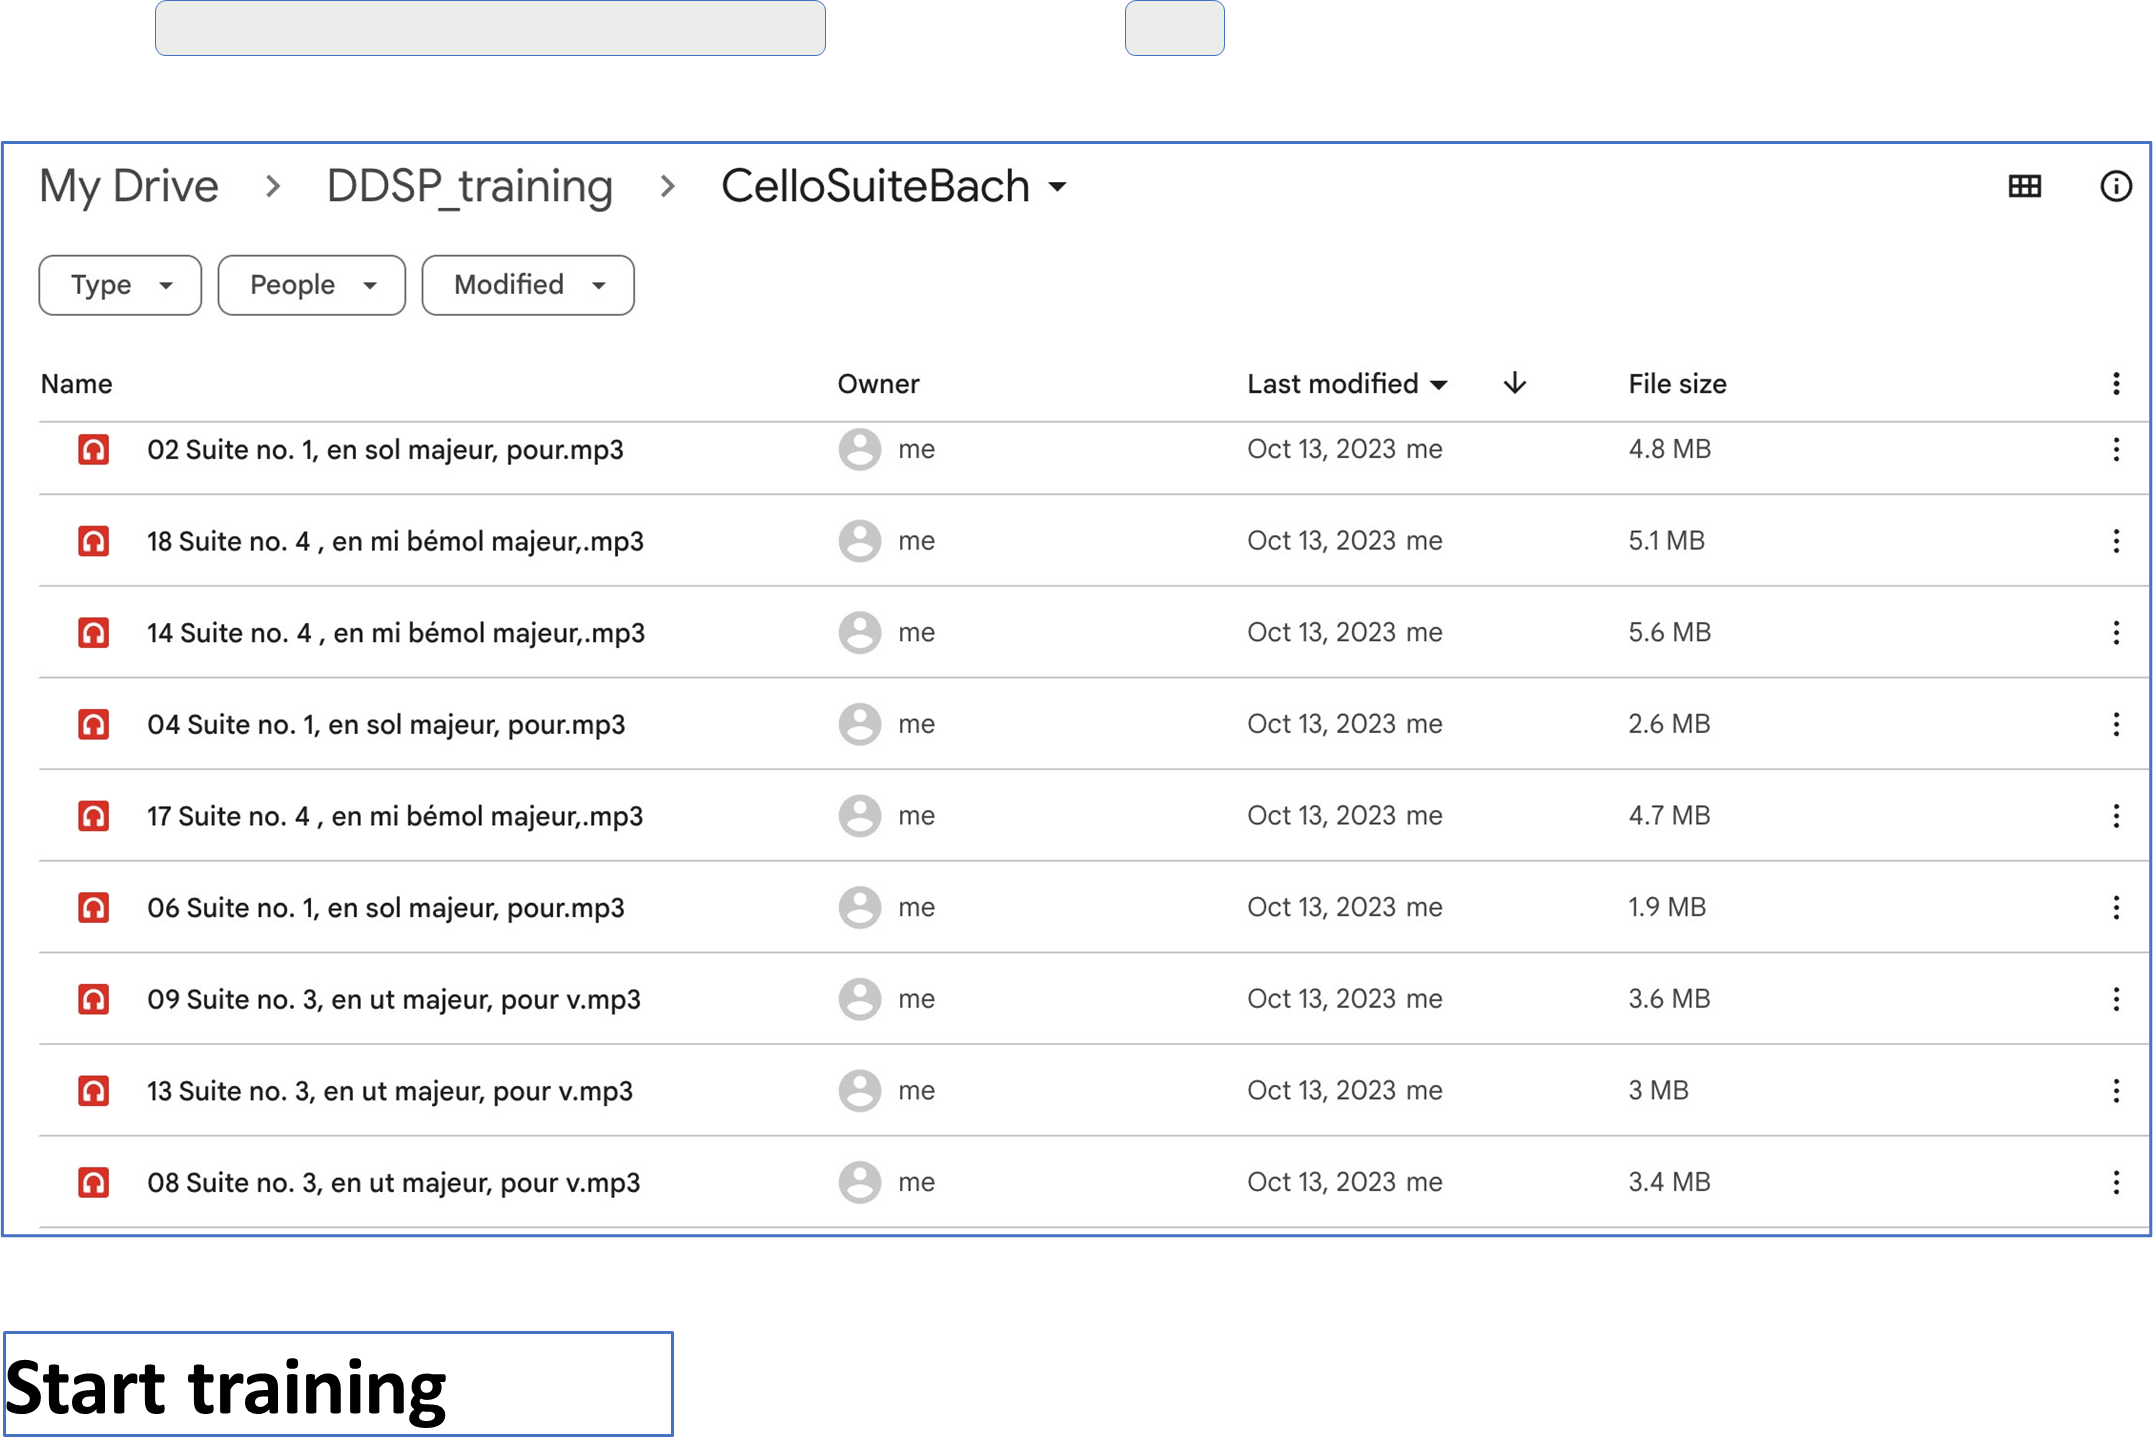 My Drive > DDSP_training > CelloSuiteBach
Type People Modified
Name Owner Last modified File size
02 Suite no. 1, en sol majeur, pour.mp3 me Oct 13, 2023 me 4.8 MB
18 Suite no. 4 , en mi bémol majeur,.mp3 me Oct 13, 2023 me 5.1 MB
14 Suite no. 4 , en mi bémol majeur,.mp3 me Oct 13, 2023 me 5.6 MB
04 Suite no. 1, en sol majeur, pour.mp3 me Oct 13, 2023 me 2.6 MB
17 Suite no. 4 , en mi bémol majeur,.mp3 me Oct 13, 2023 me 4.7 MB
06 Suite no. 1, en sol majeur, pour.mp3 me Oct 13, 2023 me 1.9 MB
09 Suite no. 3, en ut majeur, pour v.mp3 me Oct 13, 2023 me 3.6 MB
13 Suite no. 3, en ut majeur, pour v.mp3 me Oct 13, 2023 me 3 MB
08 Suite no. 3, en ut majeur, pour v.mp3 me Oct 13, 2023 me 3.4 MB
Start training